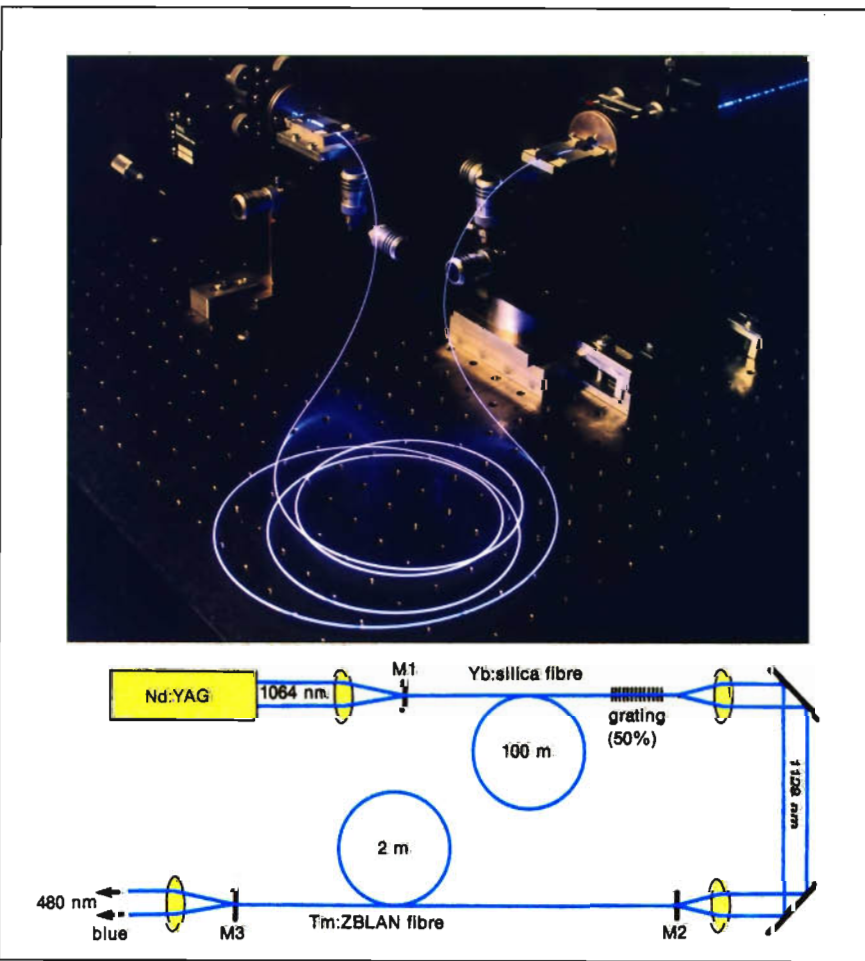 M1
Yb:silica fibre
Nd:YAG
1064 nm
grating
(50%)
100 m
nm
2 m
480 nm
blue
M3
Tm:ZBLAN fibre
M2